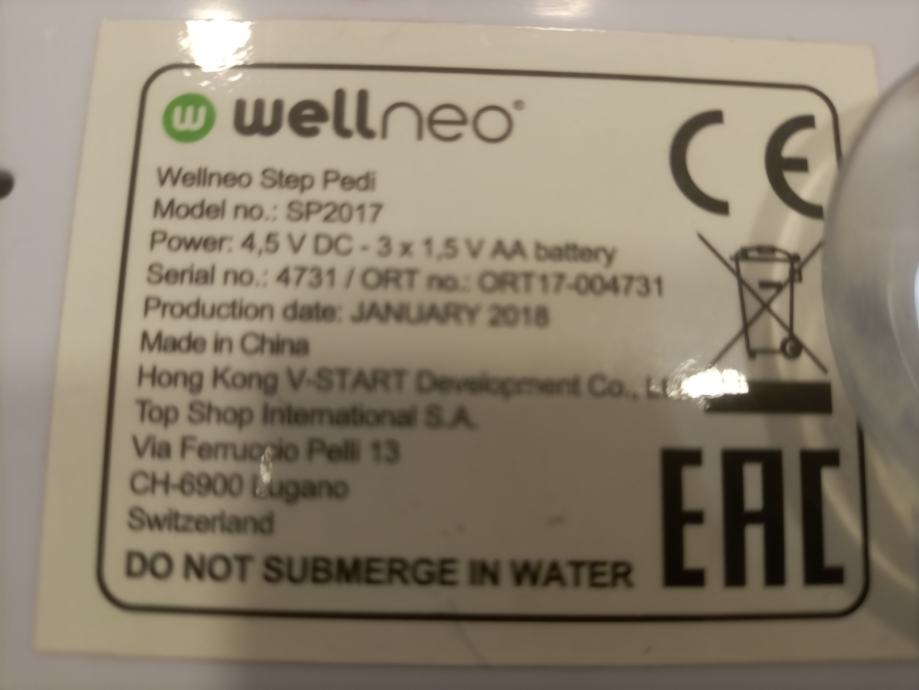 w wellneo®
Wellneo Step Pedi
Model no.: SP2017
Power: 4,5 V DC - 3 x 1,5 V AA battery
Serial no.: 4731 / ORT no.: ORT17-004731
Production date: JANUARY 2018
Made in China
Hong Kong V-START Development Co.,
Top Shop International S.A.
Via Ferruccio Pelli 13
CH-6900 Lugano
Switzerland
DO NOT SUBMERGE IN WATER
CE
EAC